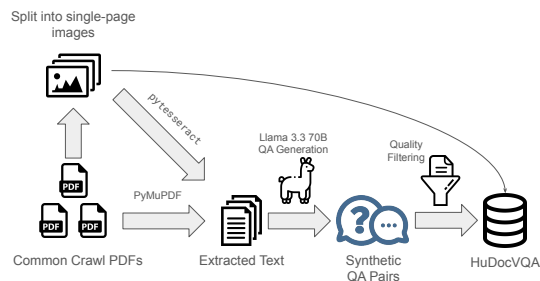 Split into single-page
images
pytesseract
Llama 3.3 70B
QA Generation
Quality
Filtering
PDF
PDF
PDF
PyMuPDF
Common Crawl PDFs
Extracted Text
Synthetic
QA Pairs
HuDocVQA